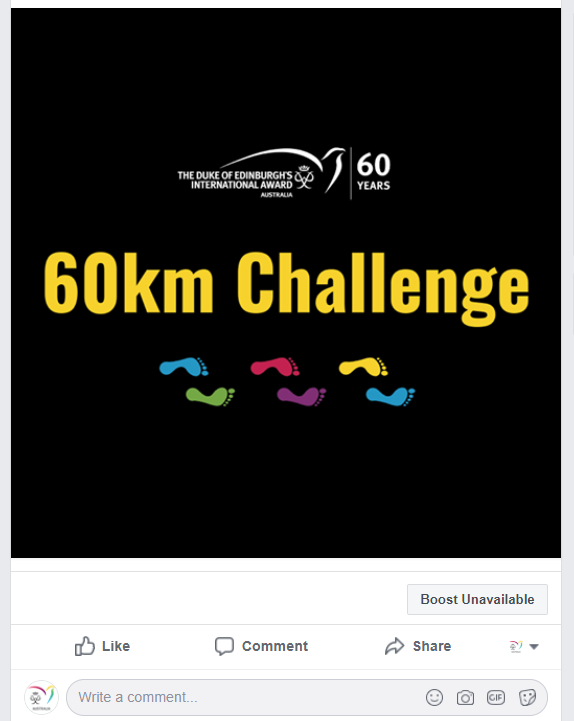 THE DUKE OF EDINBURGH'S
INTERNATIONAL AWARD
AUSTRALIA
60
YEARS
60km Challenge
Boost Unavailable
Like
Comment
Share
Write a comment...
GIF
AUSTRALIA